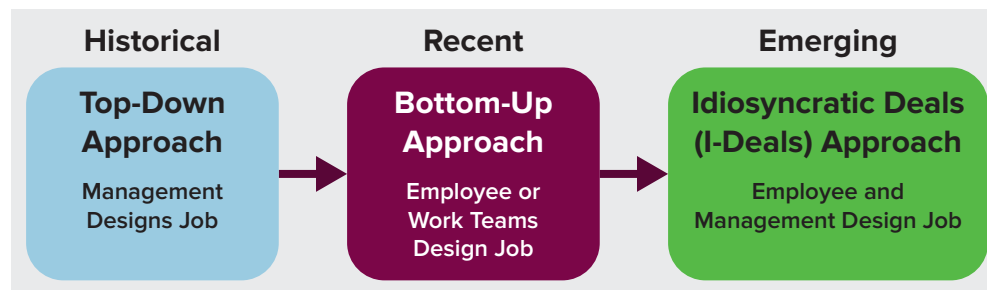 Historical
Top-Down
Approach
Management
Designs Job
Recent
Bottom-Up
Approach
Employee or
Work Teams
Design Job
Emerging
Idiosyncratic Deals
(I-Deals) Approach
Employee and
Management Design Job